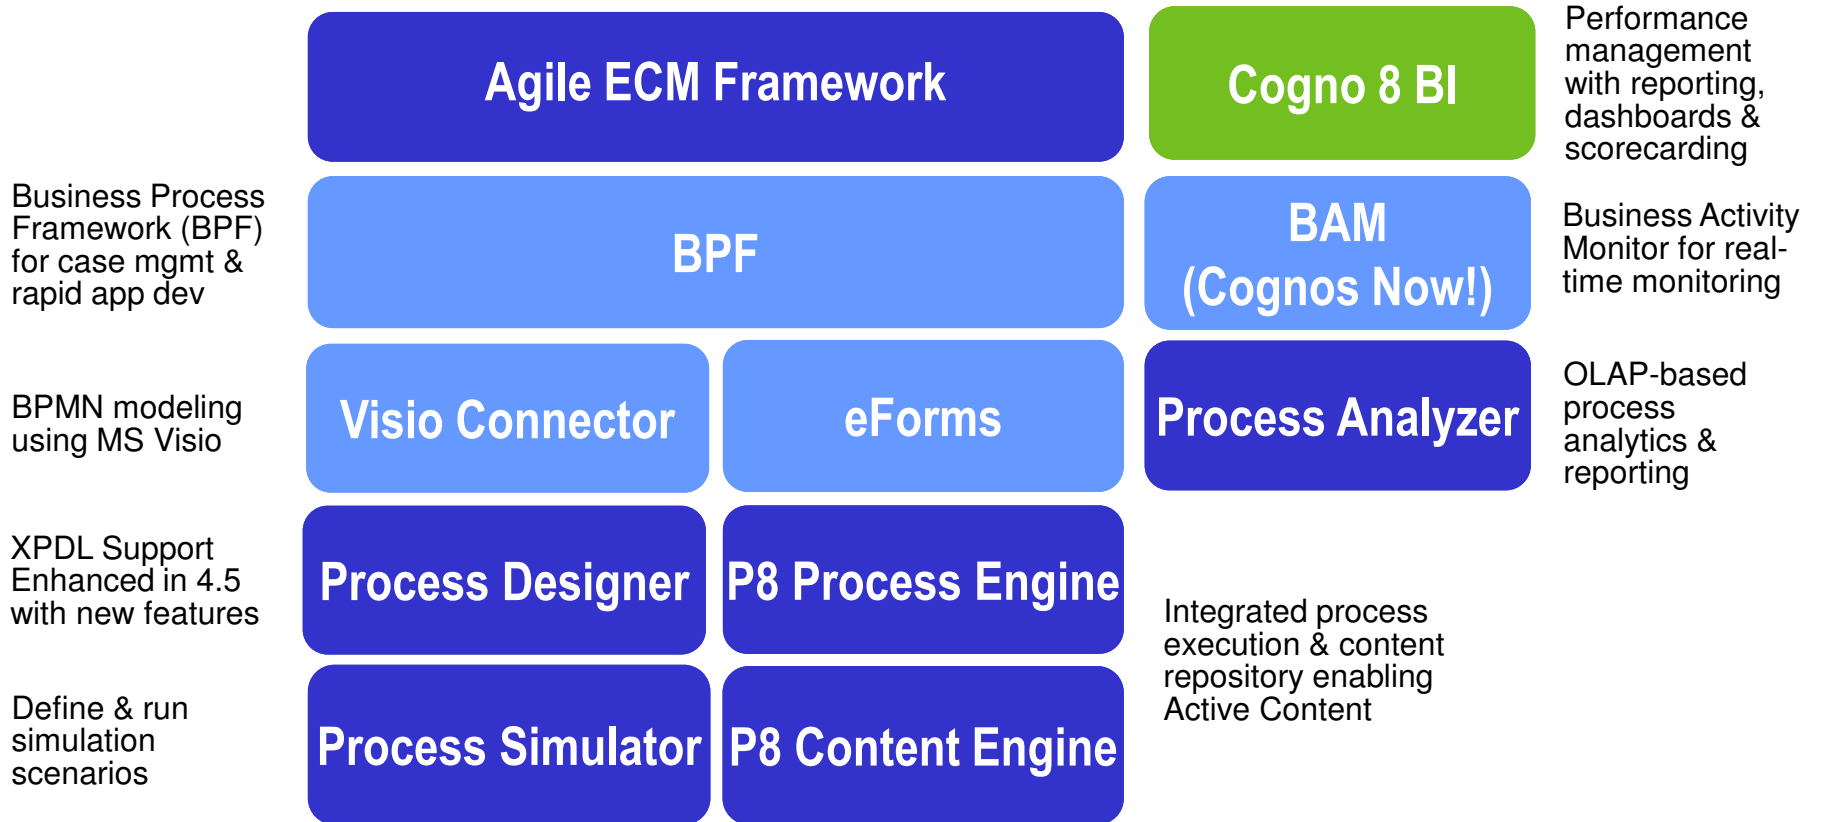 Agile ECM Framework
Cogno 8 BI
Performance
management
with reporting,
dashboards &
scorecarding
Business Process
Framework (BPF)
for case mgmt &
rapid app dev
BPF
BAM
(Cognos Now!)
Business Activity
Monitor for real-
time monitoring
BPMN modeling
using MS Visio
Visio Connector
eForms
Process Analyzer
OLAP-based
process
analytics &
reporting
XPDL Support
Enhanced in 4.5
with new features
Process Designer
P8 Process Engine
Integrated process
execution & content
repository enabling
Active Content
Define & run
simulation
scenarios
Process Simulator
P8 Content Engine